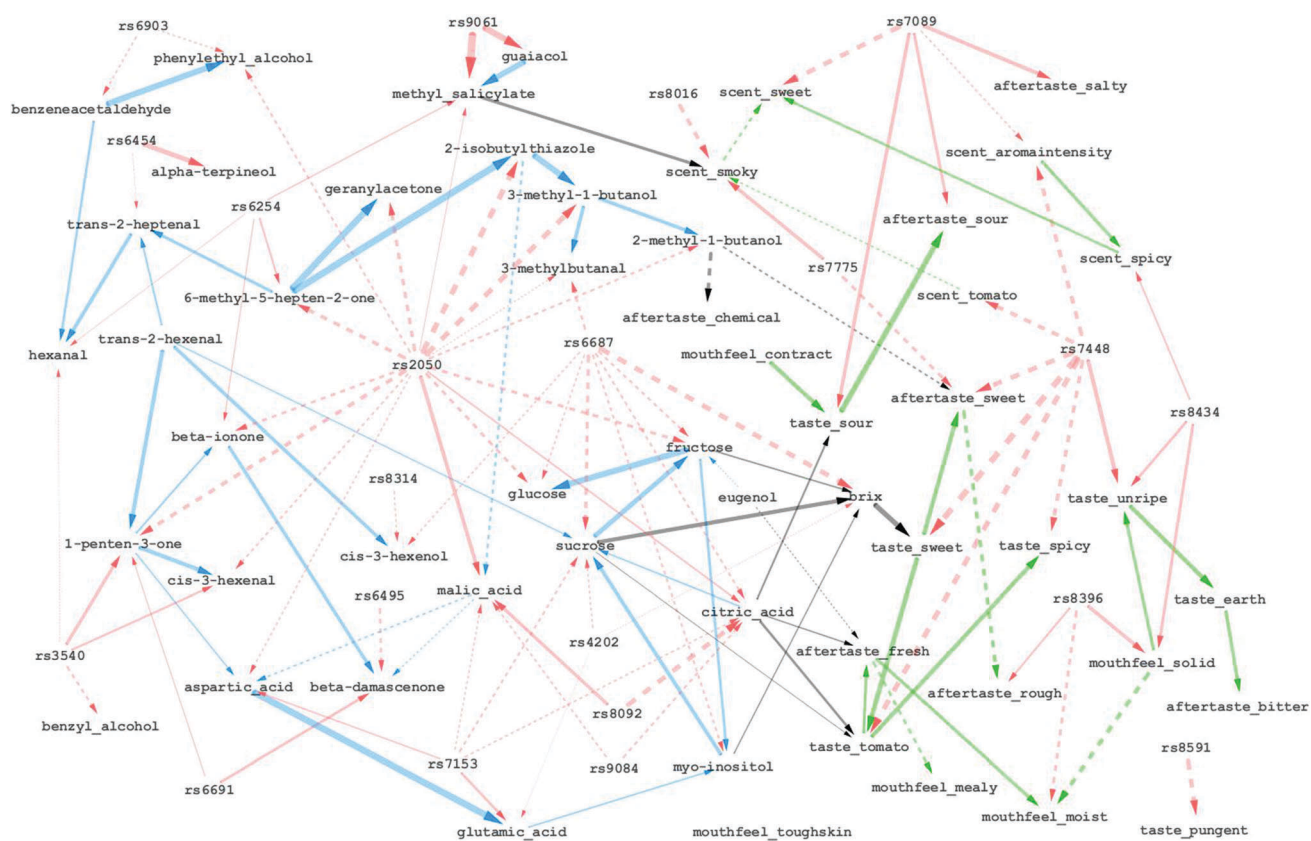 rs6903
rs9061
rs7089
phenylethyl_alcohol
guaiacol
aftertaste_salty
benzeneacetaldehyde
methyl_salicylate
rs8016
scent_sweet
rs6454
2-isobutylthiazole
scent_aromaintensity
alpha-terpineol
scent_smoky
geranylacetone
3-methyl-1-butanol
rs6254
trans-2-heptenal
aftertaste_sour
2-methyl-1-butanol
scent_spicy
3-methylbutanal
rs7775
6-methyl-5-hepten-2-one
scent_tomato
aftertaste_chemical
trans-2-hexenal
rs6687
rs7448
hexanal
mouthfeel_contract
rs2050
aftertaste_sweet
rs8434
taste_sour
beta-ionone
fructose
rs8314
glucose
eugenol
brix
taste_unripe
1-penten-3-one
sucrose
taste_sweet
taste_spicy
cis-3-hexenol
cis-3-hexenal
malic_acid
rs6495
citric_acid
rs8396
taste_earth
rs4202
rs3540
aftertaste_fresh
mouthfeel_solid
aspartic_acid
beta-damascenone
aftertaste_rough
aftertaste_bitter
rs8092
benzyl_alcohol
taste_tomato
rs8591
rs7153
rs9084
myo-inositol
rs6691
mouthfeel_mealy
mouthfeel_moist
glutamic_acid
mouthfeel_toughskin
taste_pungent